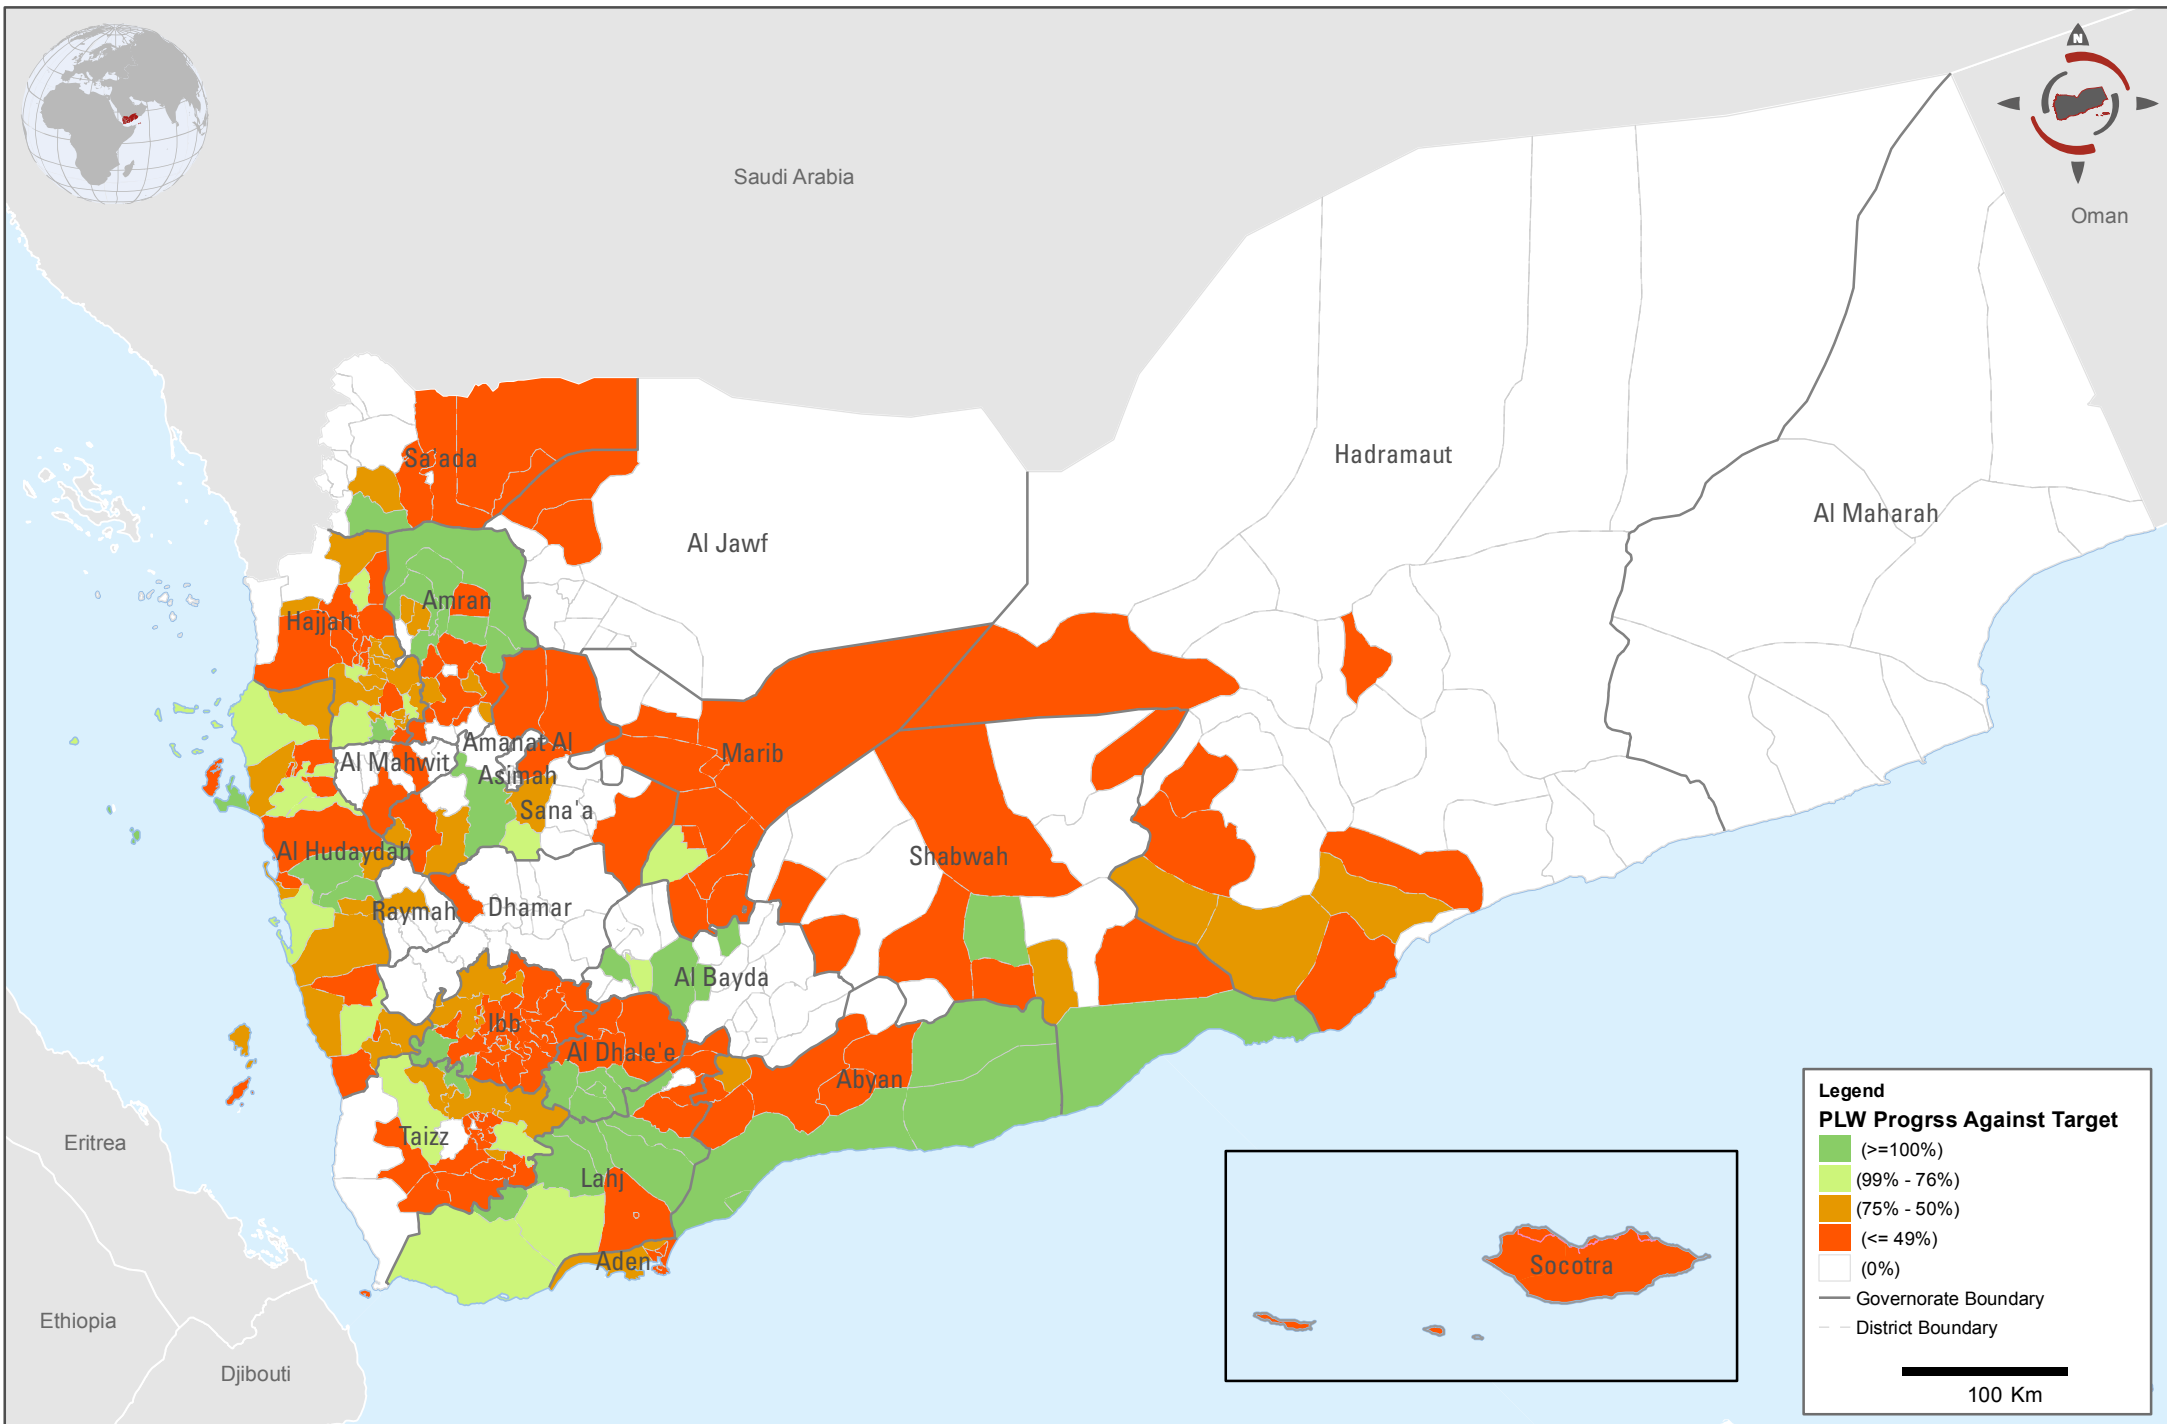 N
Saudi Arabia
Oman
Hadramaut
Sa'ada
Al Maharah
Al Jawf
Amran
Hajjah
Amanat Al
Asimah
Marib
Al Mahwit
Sana'a
Al Hudaydah
Shabwah
Raymah
Dhamar
Al Bayda
Ibb
Al Dhale'e
Abyan
Taizz
Eritrea
Lahj
Aden
Socotra
Ethiopia
Djibouti
Legend
PLW Progrss Against Target
(>=100%)
(99% - 76%)
(75% - 50%)
(<= 49%)
(0%)
Governorate Boundary
District Boundary
100 Km